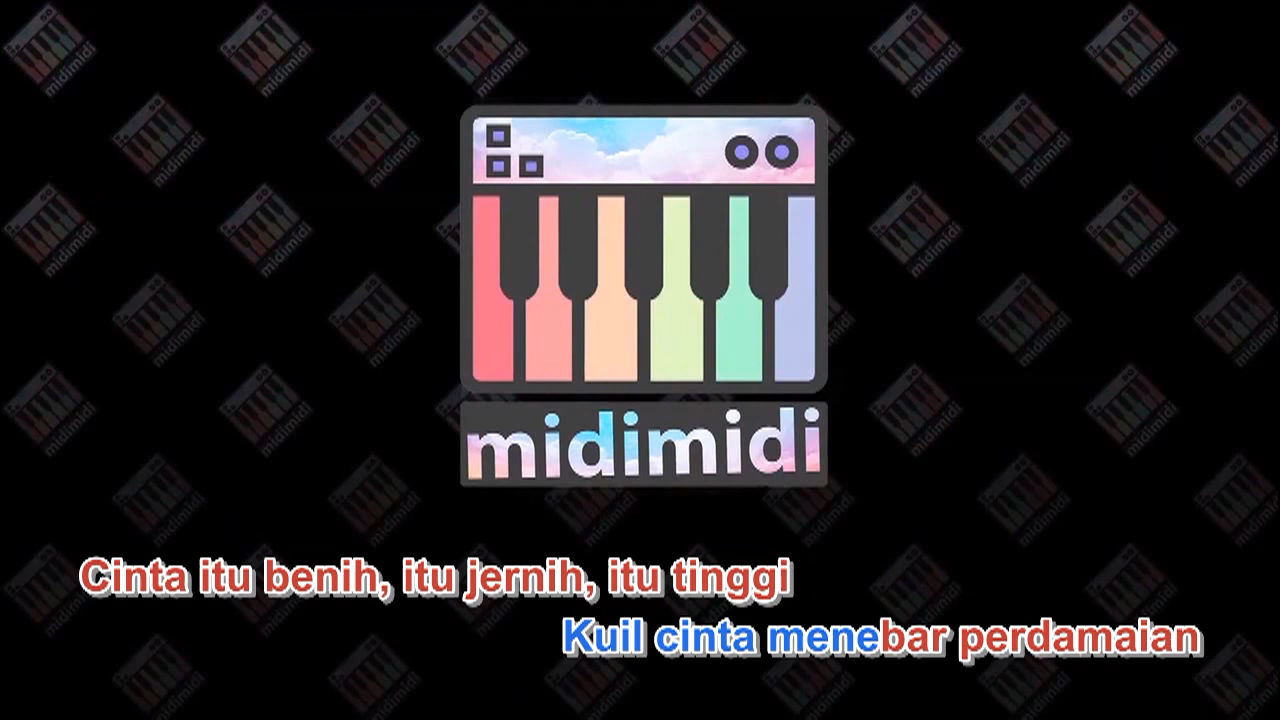 midimidi
Cinta itu benih, itu jernih, itu tinggi
Kuil cinta menebar perdamaian